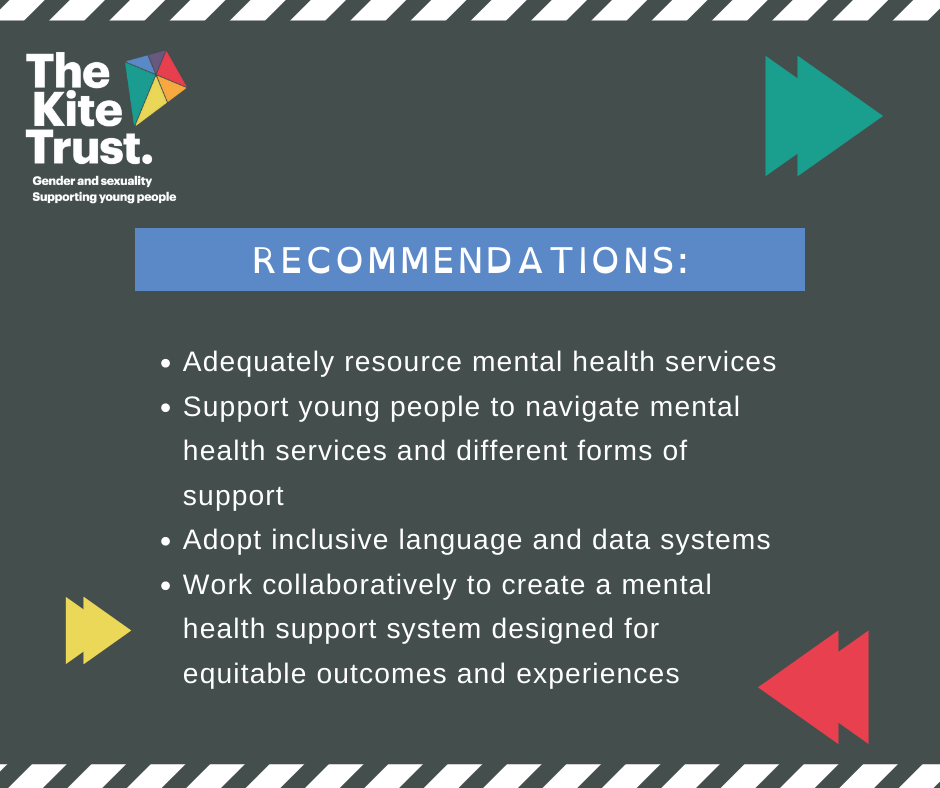 The
Kite
Trust.
Gender and sexuality
Supporting young people
RECOMMENDATIONS:
• Adequately resource mental health services
• Support young people to navigate mental
health services and different forms of
support
• Adopt inclusive language and data systems
• Work collaboratively to create a mental
health support system designed for
equitable outcomes and experiences